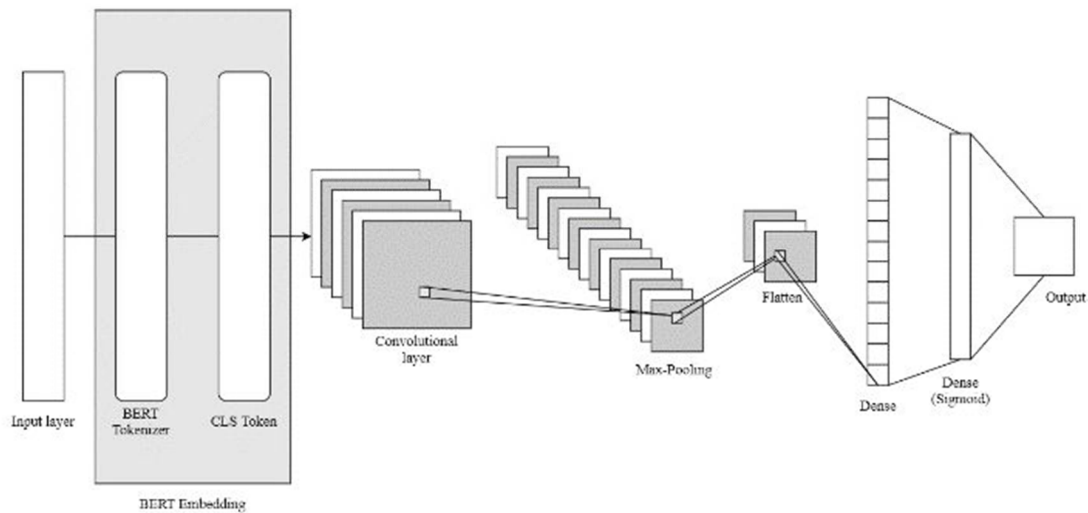 Input layer
BERT
Tokenizer
CLS Token
BERT Embedding
Convolutional
layer
Max-Pooling
Flatten
Dense
Dense
(Sigmoid)
Output